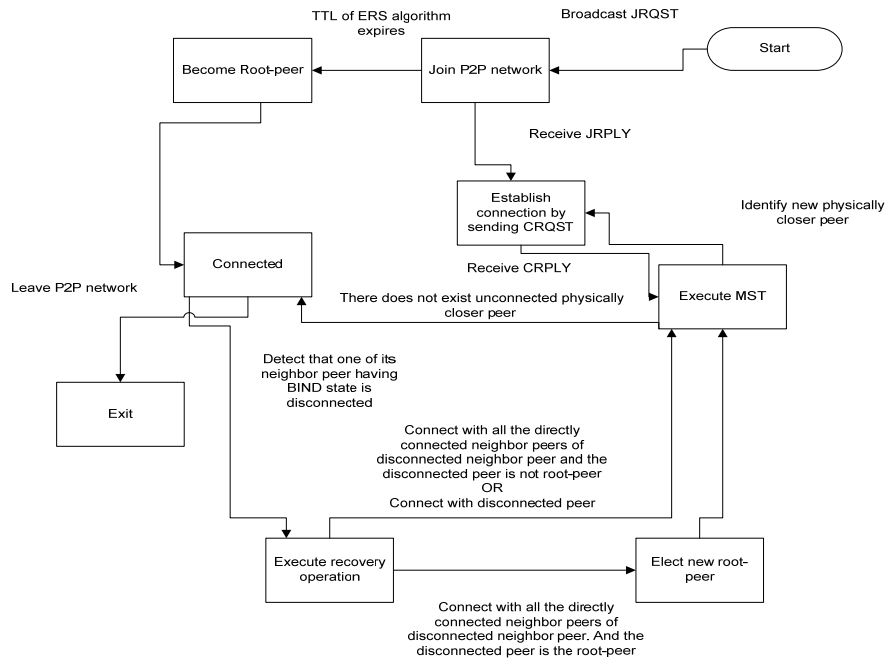 TTL of ERS algorithm
expires
Broadcast JRQST
Become Root-peer
Join P2P network
Start
Receive JRPLY
Establish
connection by
sending CRQST
Identify new physically
closer peer
Connected
Receive CRPLY
Execute MST
Leave P2P network
There does not exist unconnected physically
closer peer
Detect that one of its
neighbor peer having
BIND state is
disconnected
Exit
Connect with all the directly
connected neighbor peers of
disconnected neighbor peer and the
disconnected peer is not root-peer
OR
Connect with disconnected peer
Execute recovery
operation
Elect new root-
peer
Connect with all the directly
connected neighbor peers of
disconnected neighbor peer. And the
disconnected peer is the root-peer